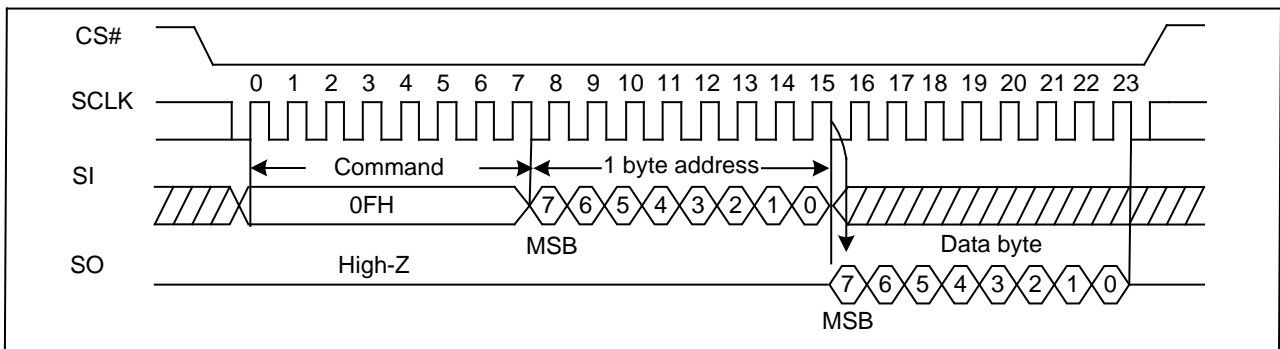 CS#
0 1 2 3 4 5 6 7 8 9 10 11 12 13 14 15 16 17 18 19 20 21 22 23
SCLK
Command 1 byte address
SI
0FH 7 6 5 4 3 2 1 0
MSB Data byte
SO High-Z
7 6 5 4 3 2 1 0
MSB